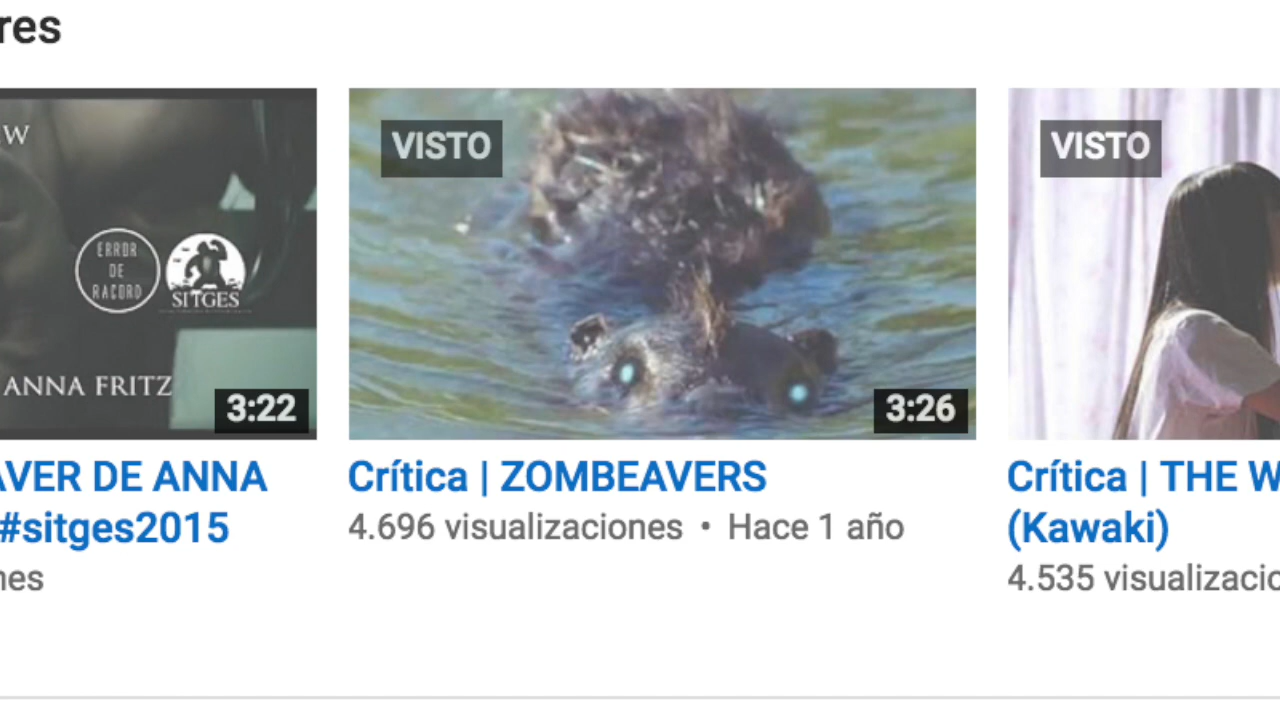 res
EW
VISTO
VISTO
ERROR
DE
RACORD
SITGES
ANNA FRITZ
3:22
3:26
AVER DE ANNA
#sitges2015
nes
Crítica | ZOMBEAVERS
4.696 visualizaciones • Hace 1 año
Crítica | THE W
(Kawaki)
4.535 visualizacio